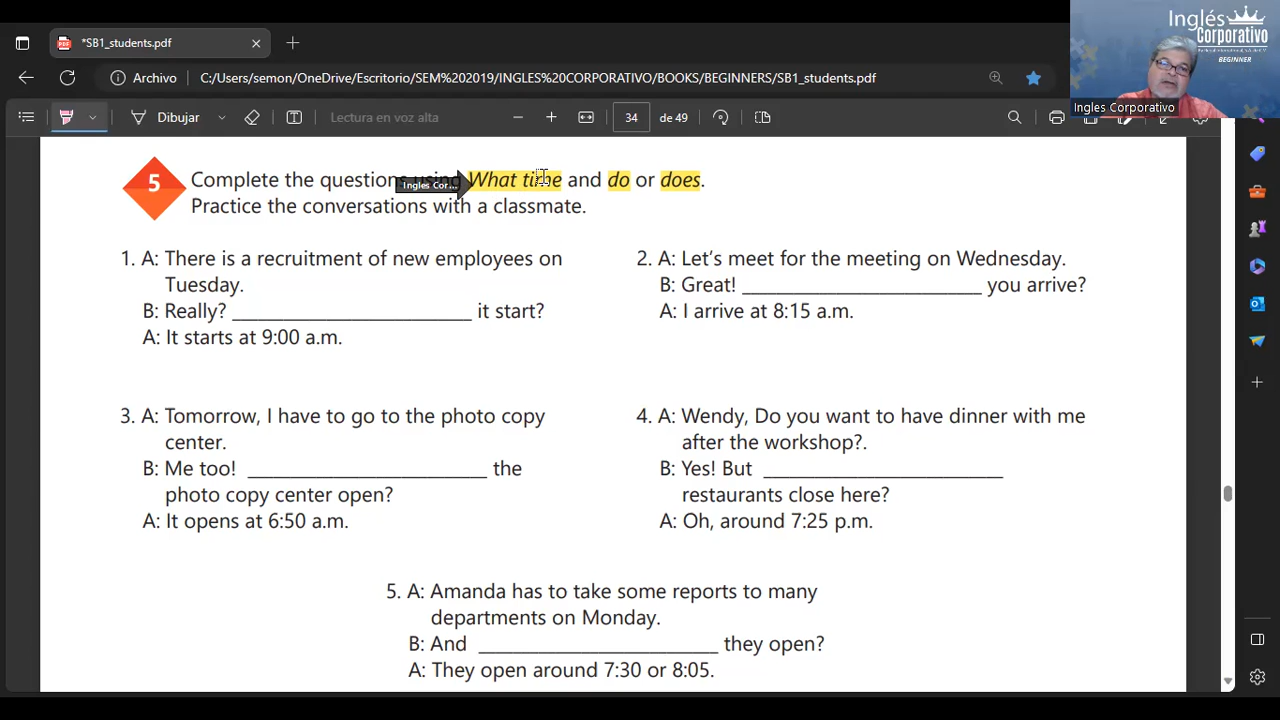 *SB1_students.pdf
Archivo
C:/Users/semon/OneDrive/Escritorio/SEM%202019/INGLES%20CORPORATIVO/BOOKS/BEGINNERS/SB1_students.pdf
Inglés
Corporativo
BEGINNER
Ingles Corporativo
Dibujar
Lectura en voz alta
34
de 49
5
Complete the questions using What time and do or does.
Ingles Cor...
Practice the conversations with a classmate.
1. A: There is a recruitment of new employees on
Tuesday.
B: Really? ______________________ it start?
A: It starts at 9:00 a.m.
2. A: Let's meet for the meeting on Wednesday.
B: Great! ______________________ you arrive?
A: I arrive at 8:15 a.m.
3. A: Tomorrow, I have to go to the photo copy
center.
B: Me too! ______________________ the
photo copy center open?
A: It opens at 6:50 a.m.
4. A: Wendy, Do you want to have dinner with me
after the workshop?.
B: Yes! But ______________________
restaurants close here?
A: Oh, around 7:25 p.m.
5. A: Amanda has to take some reports to many
departments on Monday.
B: And ______________________ they open?
A: They open around 7:30 or 8:05.